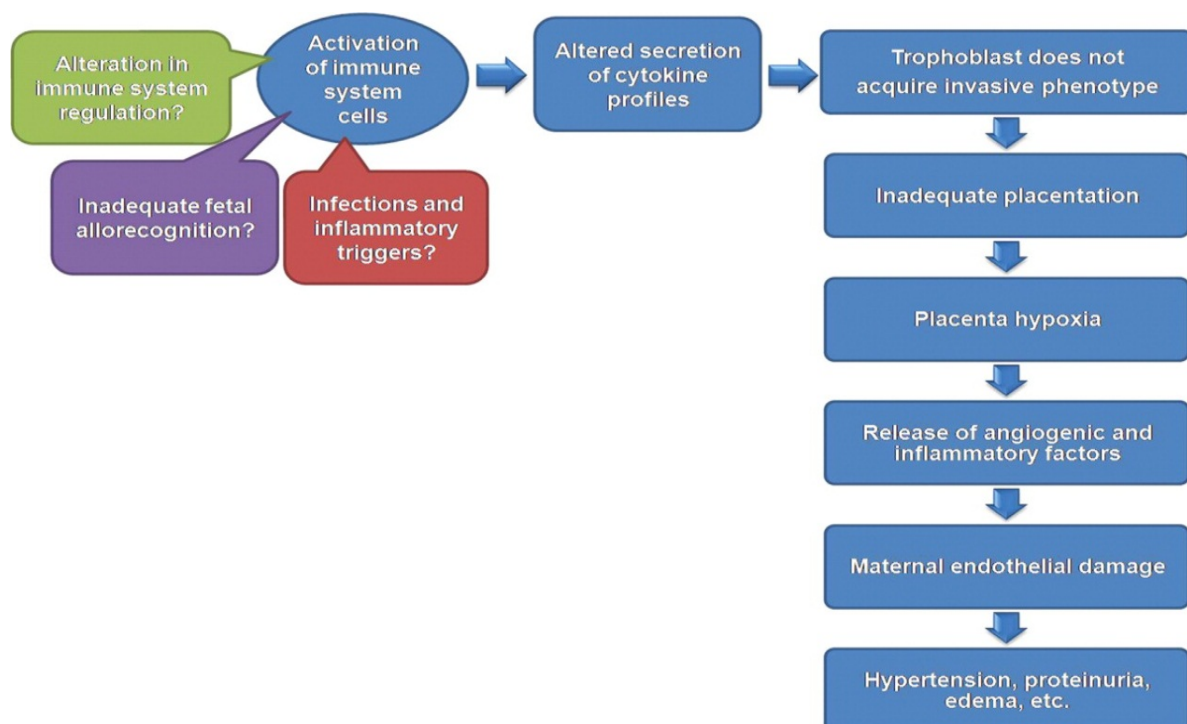 Alteration in
immune system
regulation?
Activation
of immune
system
cells
Inadequate fetal
allorecognition?
Infections and
inflammatory
triggers?
Altered secretion
of cytokine
profiles
Trophoblast does not
acquire invasive phenotype
Inadequate placentation
Placenta hypoxia
Release of angiogenic and
inflammatory factors
Maternal endothelial damage
Hypertension, proteinuria,
edema, etc.